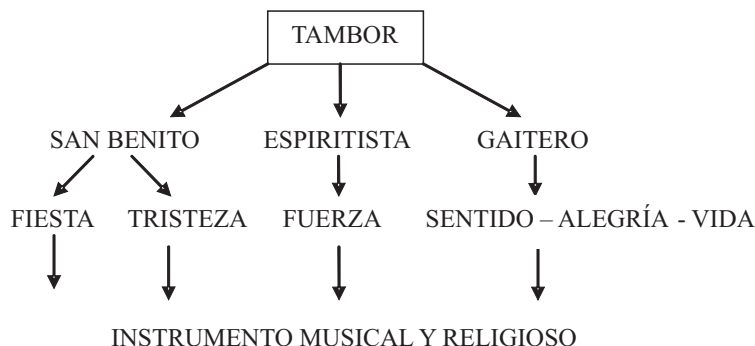 TAMBOR
SAN BENITO ESPIRITISTA GAITERO
FIESTA TRISTEZA FUERZA SENTIDO – ALEGRÍA - VIDA
INSTRUMENTO MUSICAL Y RELIGIOSO